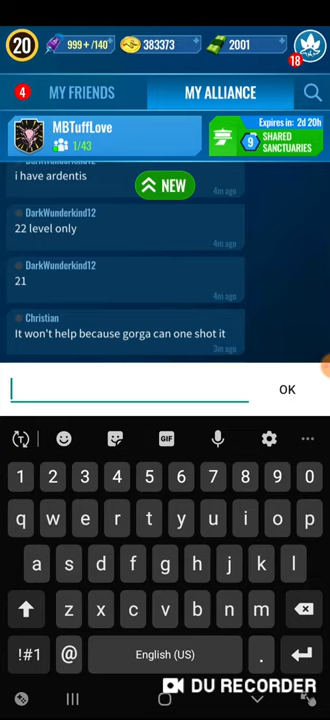 20 999+ /140 383373 2001
18
4 MY FRIENDS MY ALLIANCE
MBTuffLove
1/43
Expires in: 2d 20h
9 SHARED
SANCTUARIES
DarkWunderkind12
i have ardentis
4m ago
NEW
DarkWunderkind12
22 level only
4m ago
DarkWunderkind12
21
4m ago
Christian
It won't help because gorga can one shot it
3m ago
OK
T GIF
1 2 3 4 5 6 7 8 9 0
q w e r t y u i o p
a s d f g h j k l
z x c v b n m
!#1 @ English (US) .
DU RECORDER